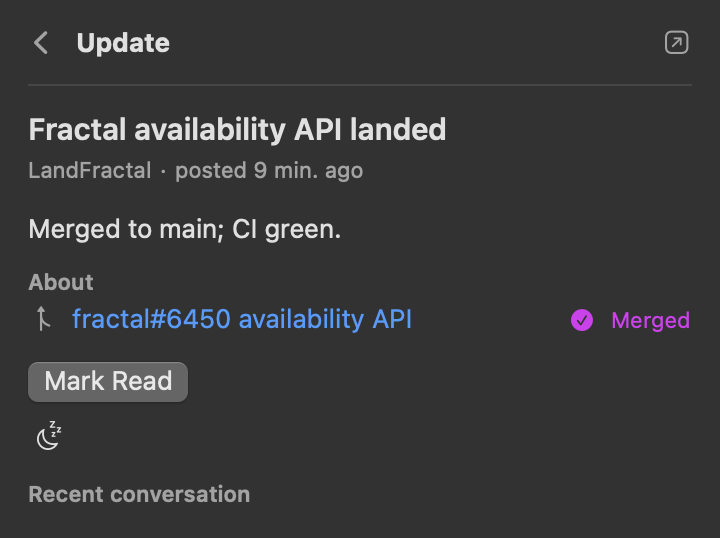 Update
Fractal availability API landed
LandFractal · posted 9 min. ago
Merged to main; CI green.
About
fractal#6450 availability API Merged
Mark Read
zzz
Recent conversation